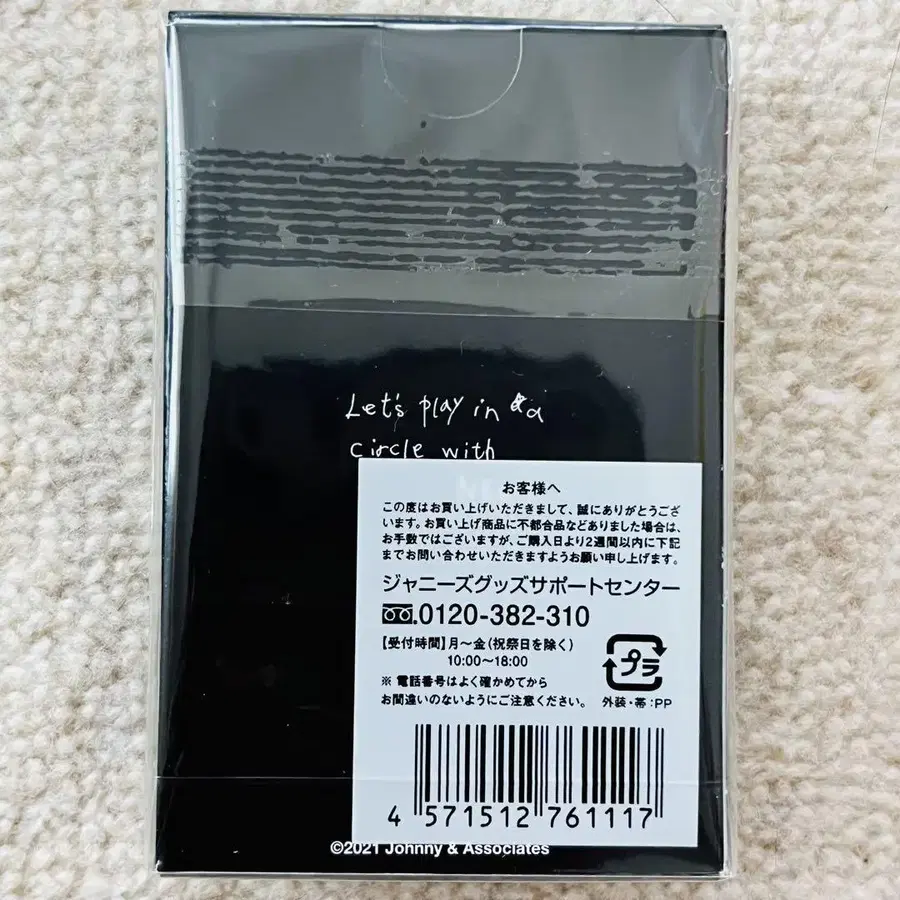 Let's play in a
circle with
お客様へ
この度はお買い上げいただきまして、誠にありがとうござ
います。お買い上げ商品に不都合品などありました場合は、
お手数ではございますが、ご購入日より2週間以内に下記
までお問い合わせいただきますようお願い申し上げます。
ジャニーズグッズサポートセンター
0120-382-310
【受付時間】月〜金(祝祭日を除く)
10:00〜18:00
※ 電話番号はよく確かめてから
お間違いのないようにご注意ください。
プラ
外装・帯:PP
4 571512 761117
©2021 Johnny & Associates